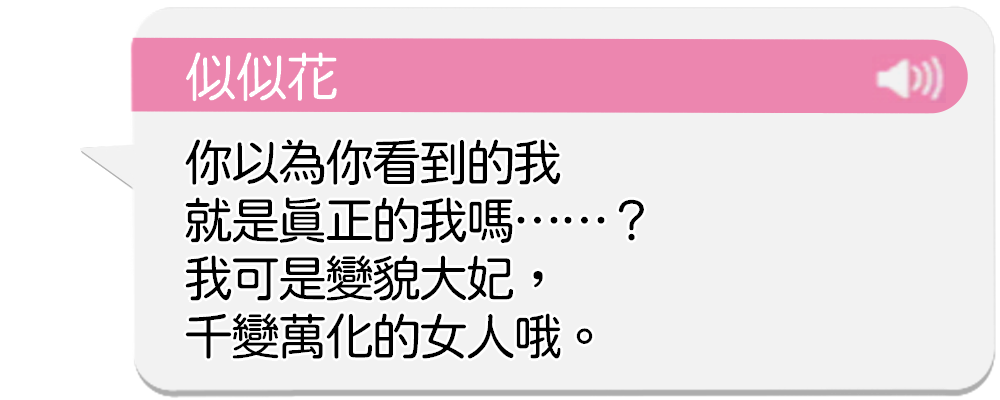 似似花
你以為你看到的我
就是眞正的我嗎⋯⋯？
我可是變貌大妃，
千變萬化的女人哦。